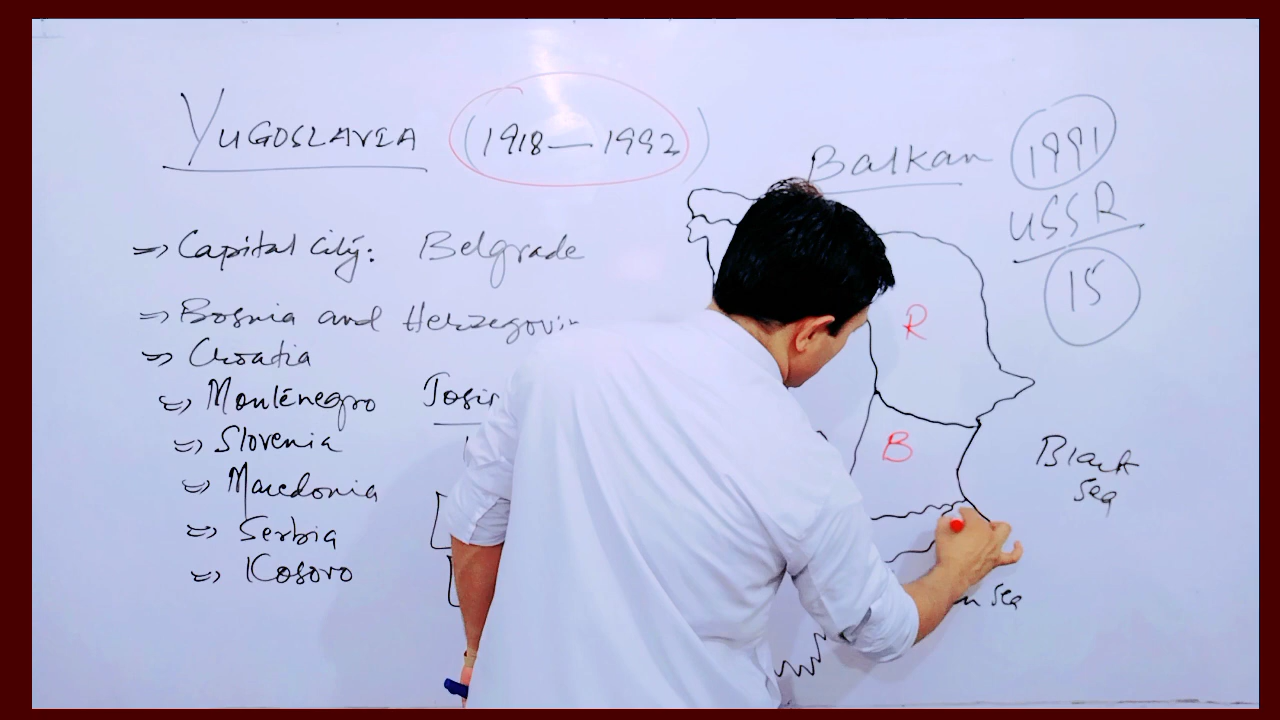 YUGOSLAVIA (1918 — 1992)
Balkan
1991
USSR
15
=> Capital City: Belgrade
=> Bosnia and Herzegovin
=> Croatia
=> Montenegro
=> Slovenia
=> Macedonia
=> Serbia
=> Kosovo
Josip
R
B
Black
Sea
Sea